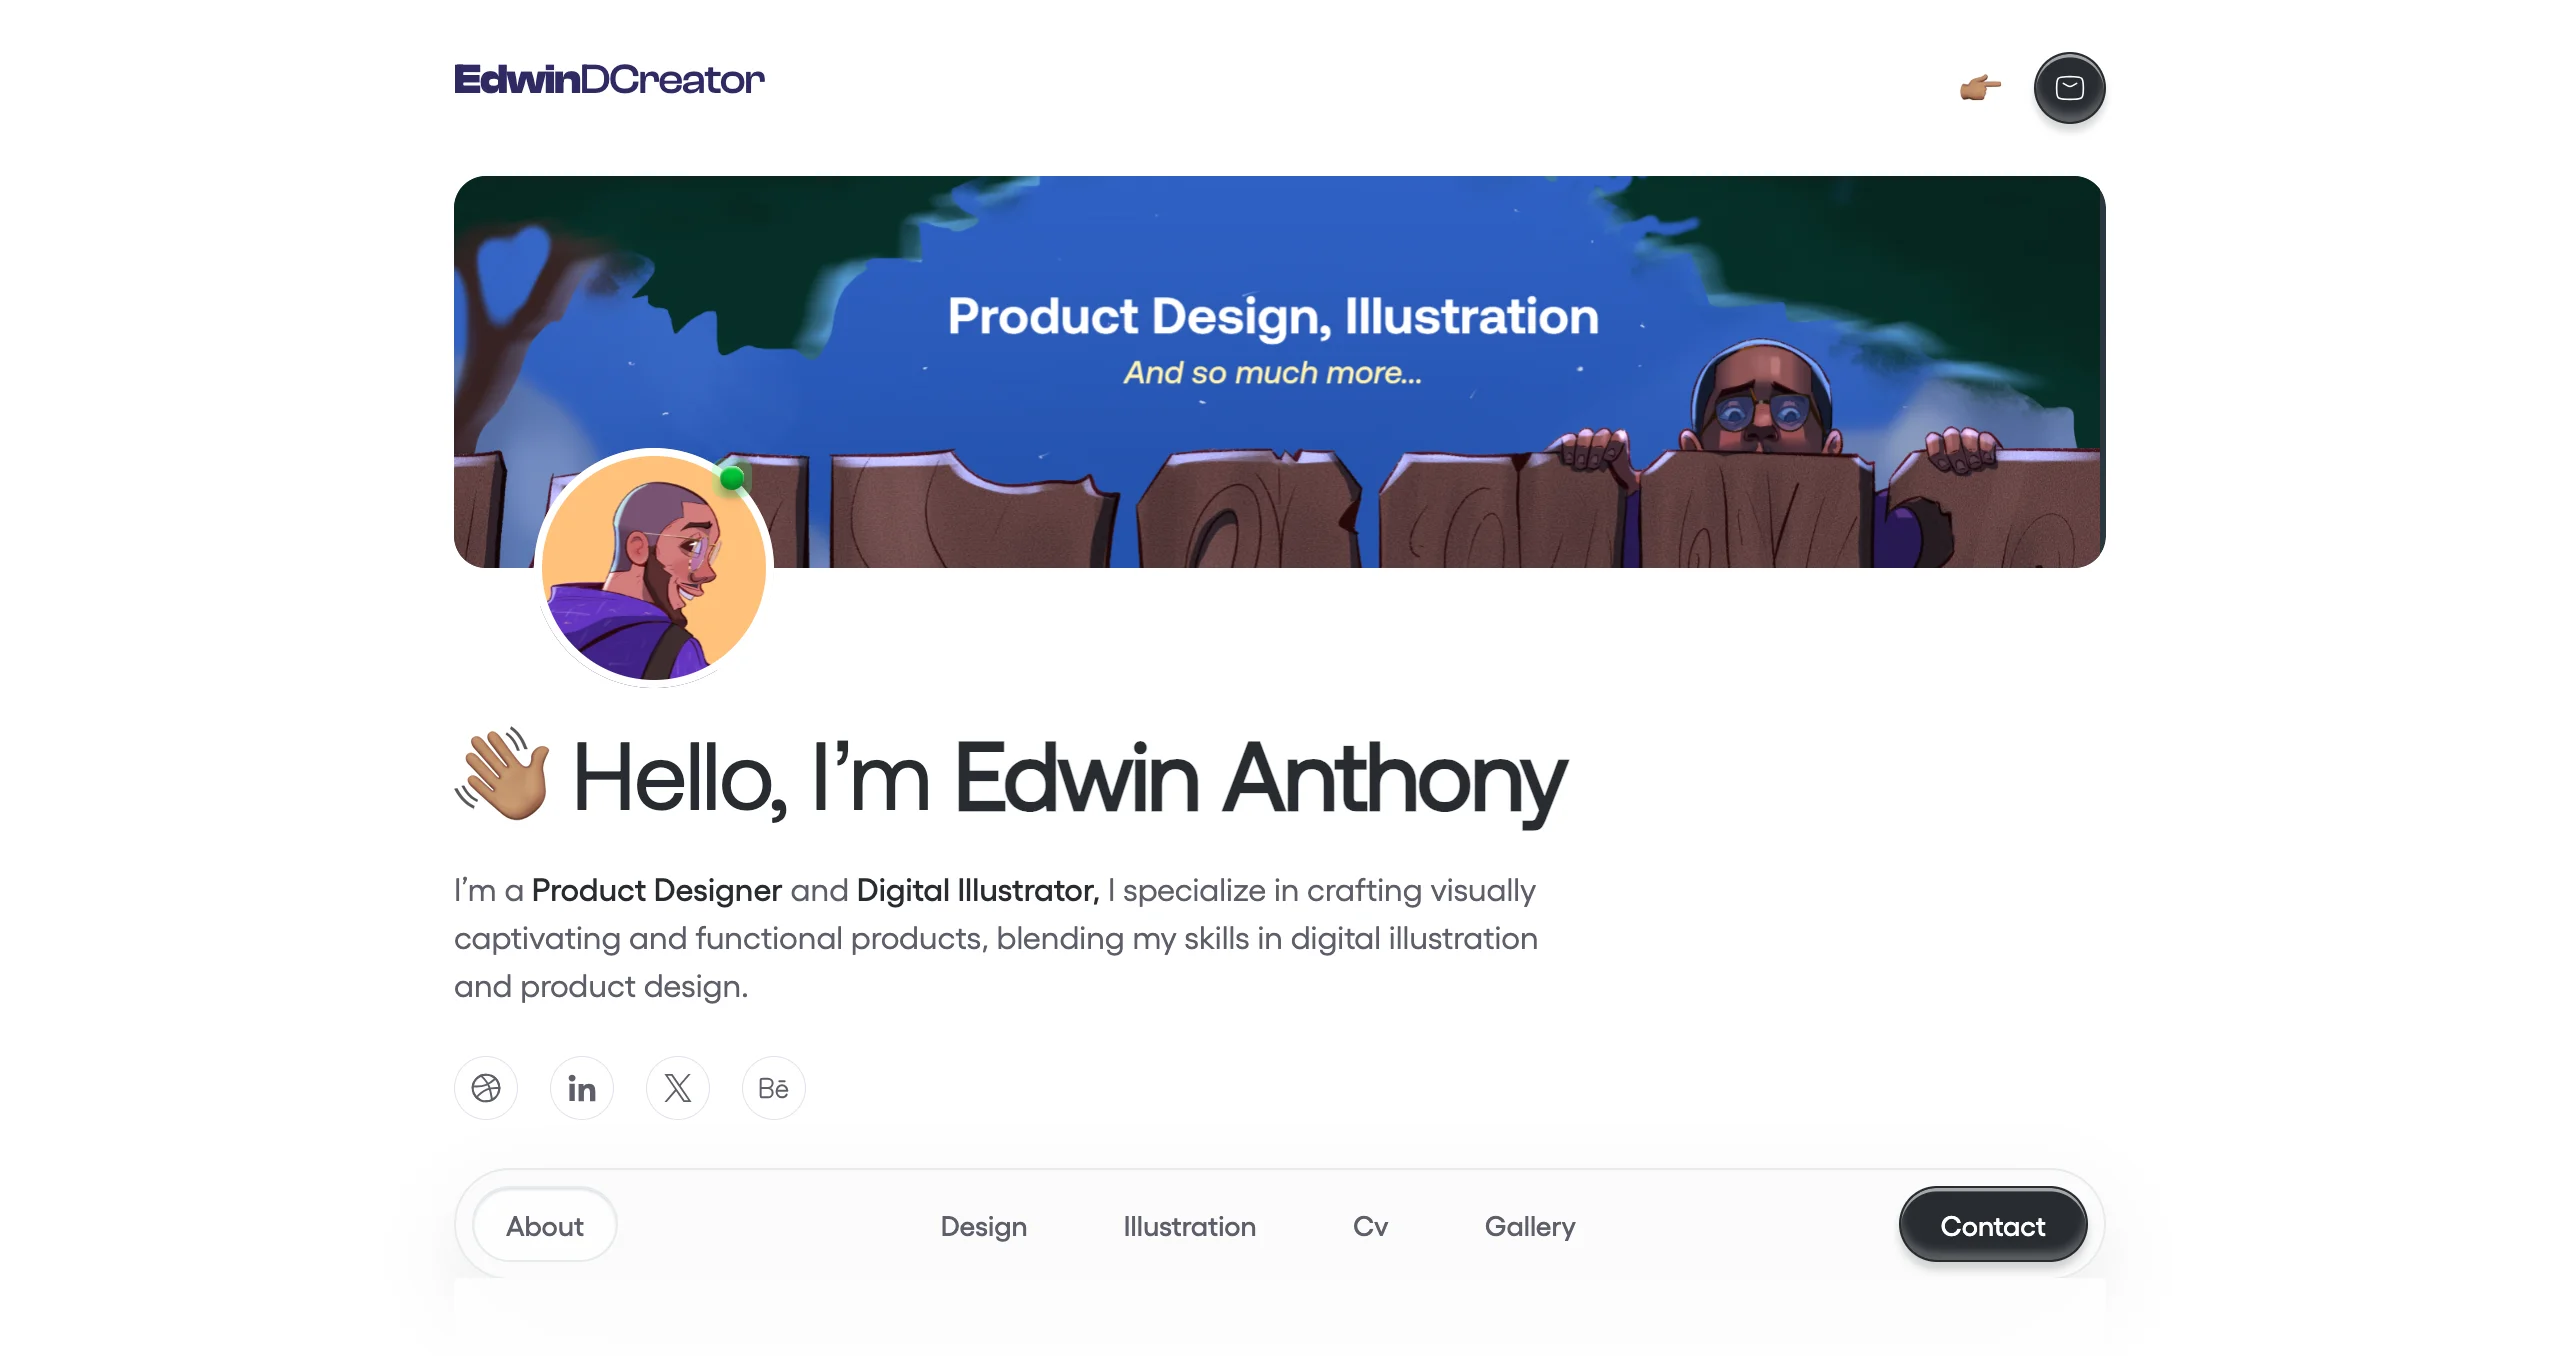 EdwinDCreator
Product Design, Illustration
And so much more...
Hello, I’m Edwin Anthony
I’m a Product Designer and Digital Illustrator, I specialize in crafting visually
captivating and functional products, blending my skills in digital illustration
and product design.
in
Bē
About
Design
Illustration
Cv
Gallery
Contact